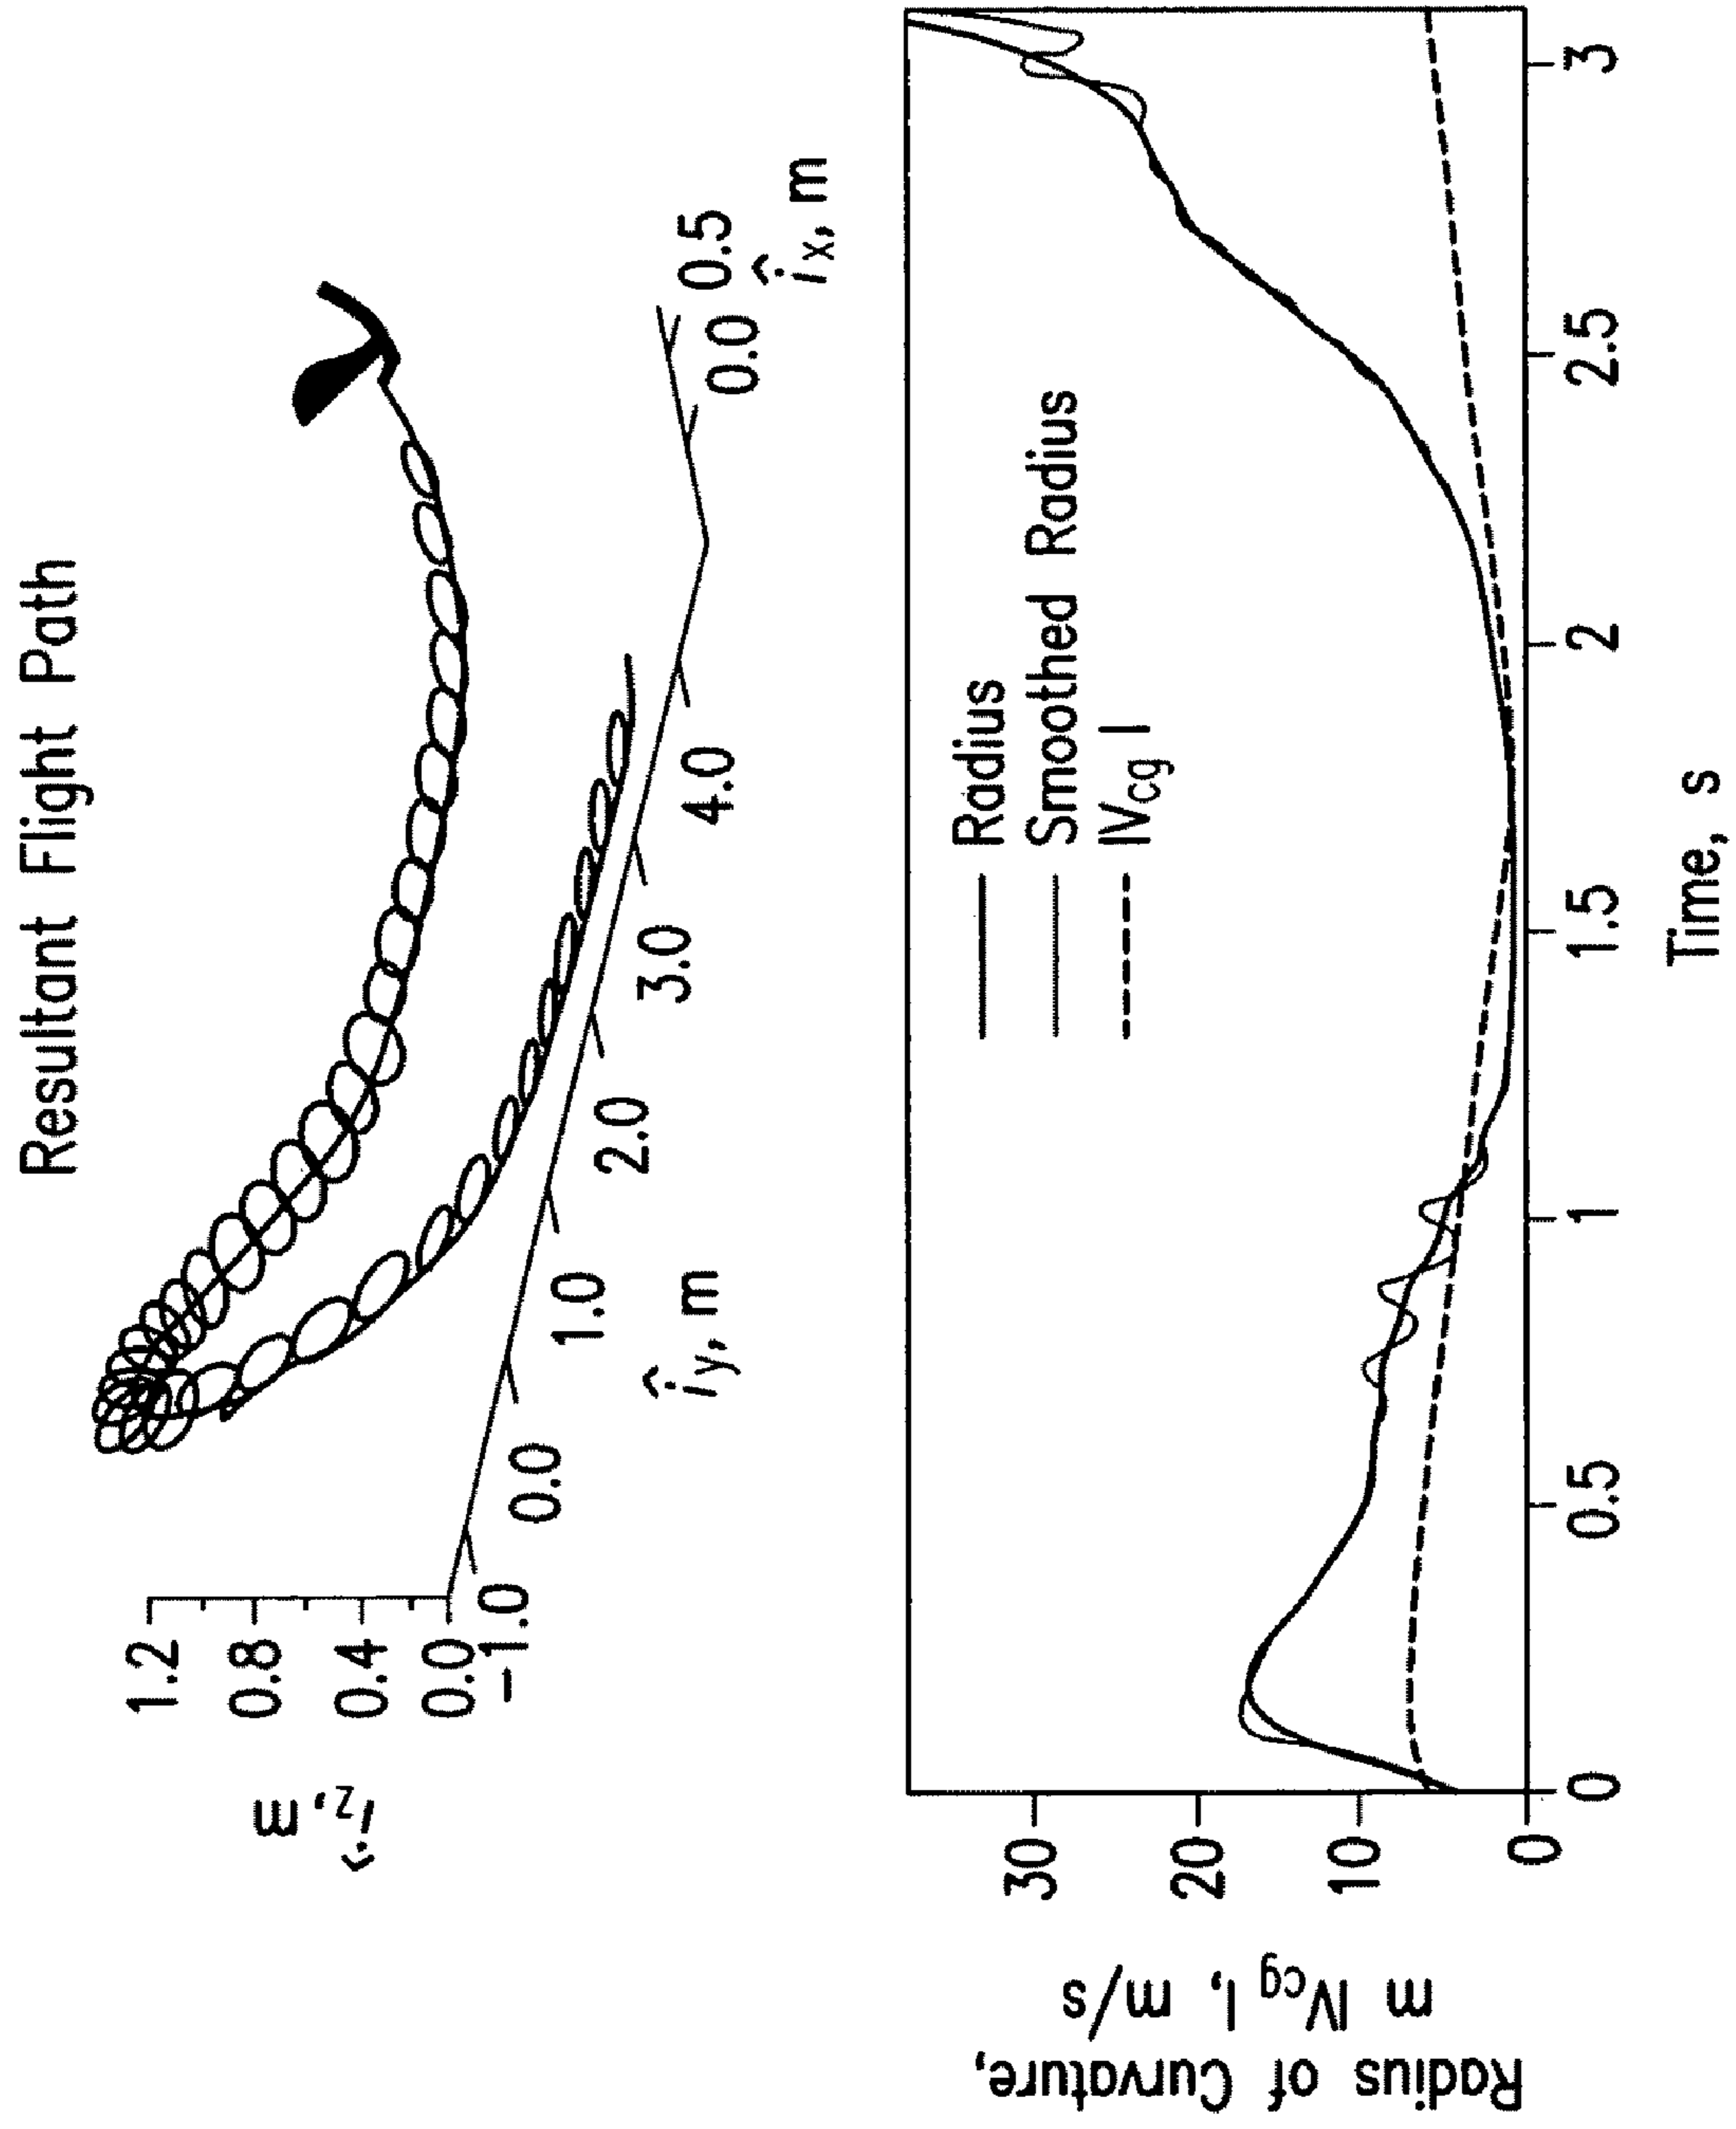 Resultant Flight Path
î_z, m
1.2
0.8
0.4
0.0
-1.0
0.0
1.0
2.0
3.0
4.0
î_y, m
0.0
0.5
î_x, m
Radius of Curvature,
m |V_cg|, m/s
30
20
10
0
Radius
Smoothed Radius
|V_cg|
0
0.5
1
1.5
2
2.5
3
Time, s